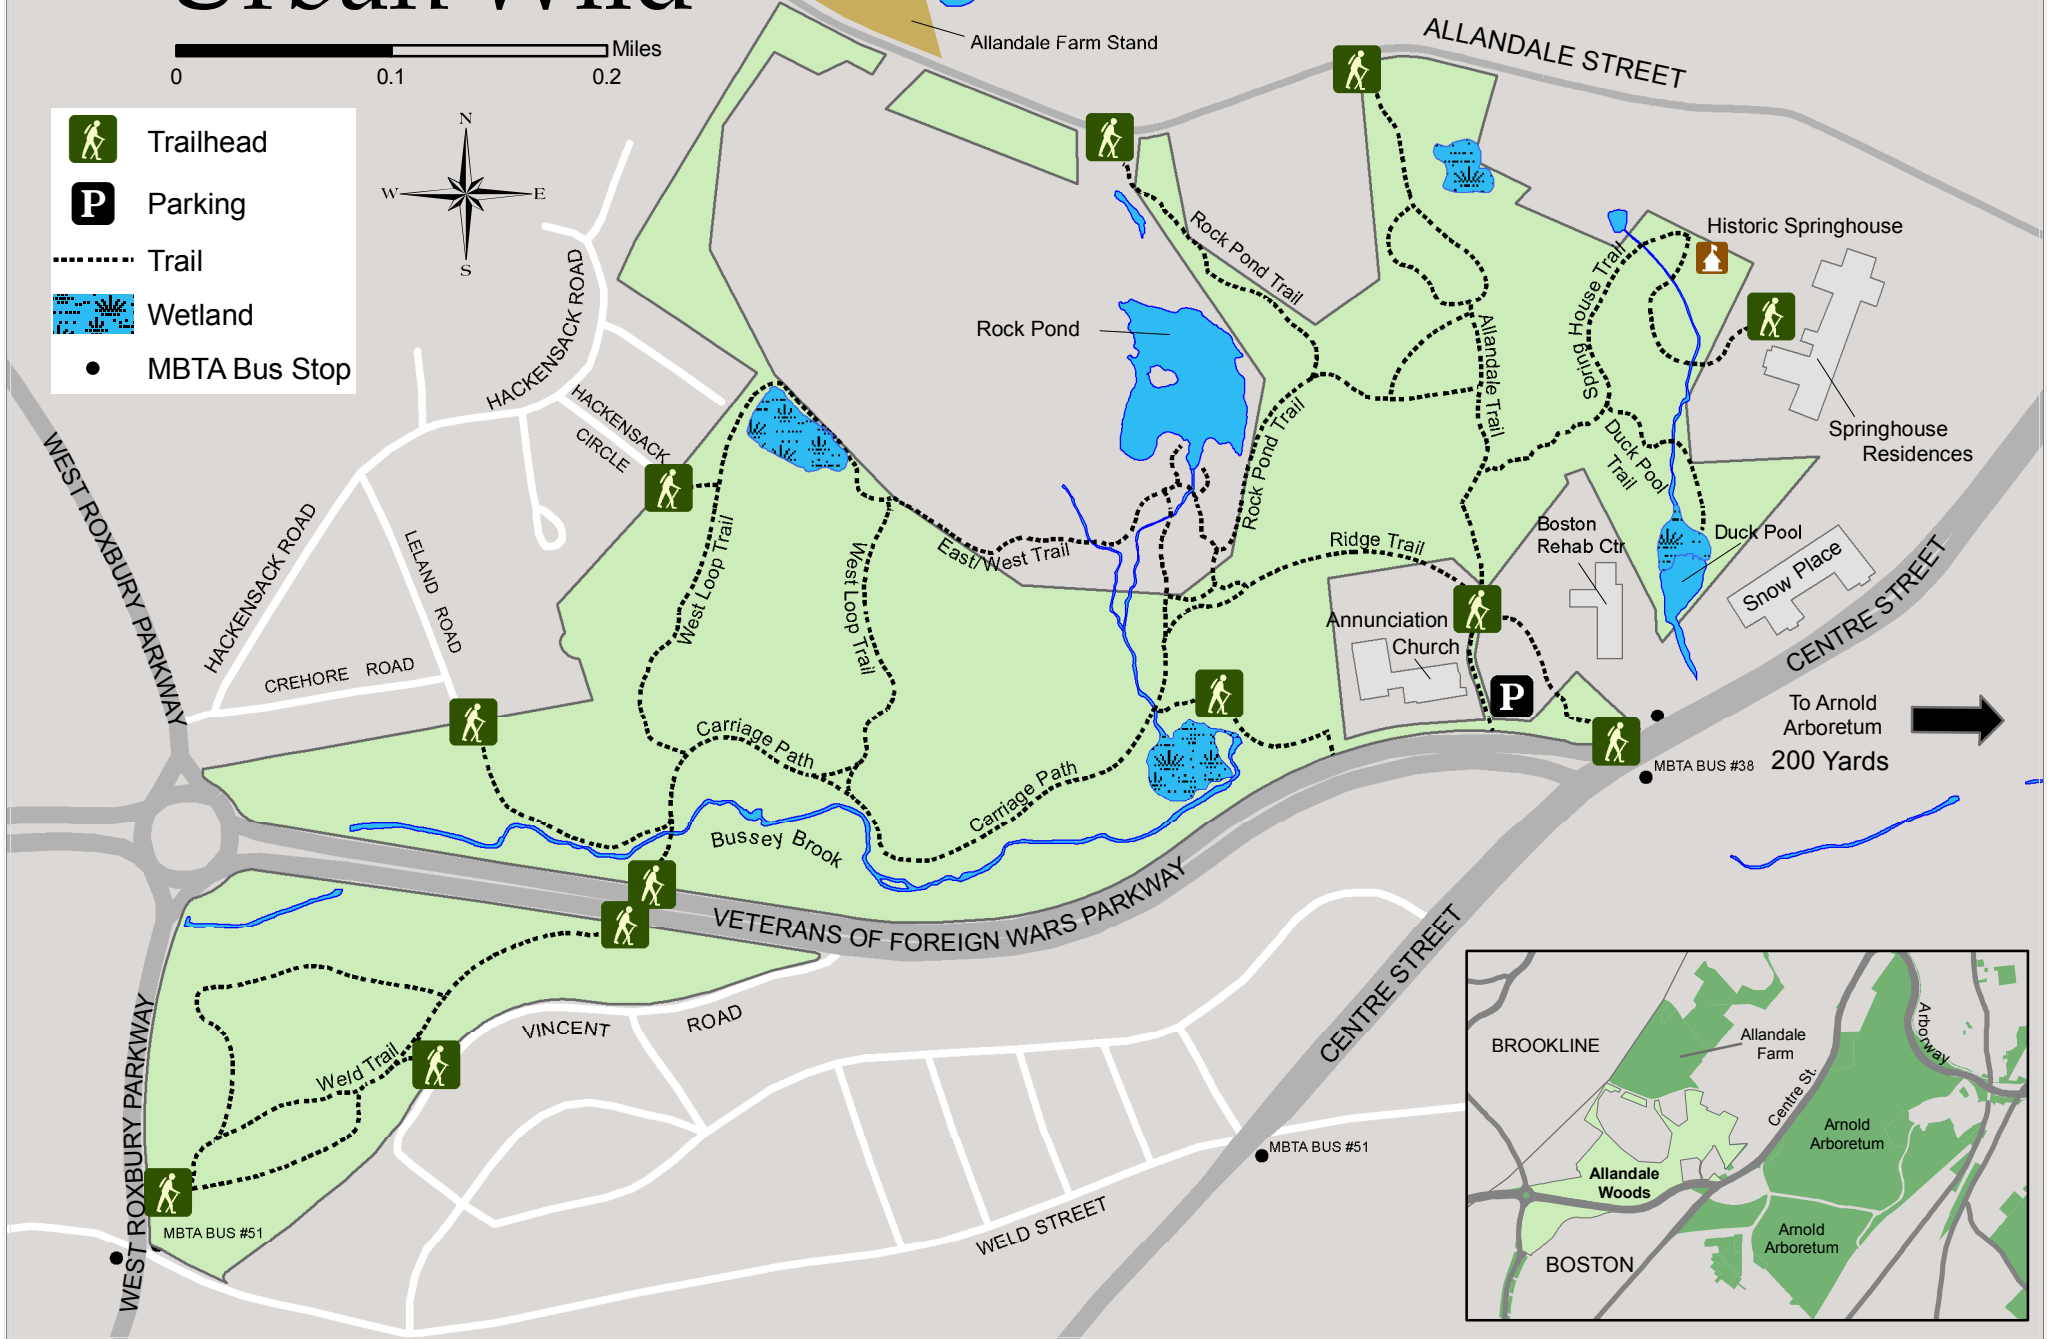 Urban Wild
Miles
0
0.1
0.2
Trailhead
P
Parking
Trail
Wetland
MBTA Bus Stop
N
W
E
S
Allandale Farm Stand
ALLANDALE STREET
Historic Springhouse
Rock Pond Trail
Spring House Trail
Allandale Trail
Rock Pond
HACKENSACK ROAD
HACKENSACK
CIRCLE
Springhouse
Residences
Rock Pond Trail
Duck Pool
Trail
WEST ROXBURY PARKWAY
HACKENSACK ROAD
LELAND ROAD
West Loop Trail
West Loop Trail
East/West Trail
Ridge Trail
Boston
Rehab Ctr
Duck Pool
Snow Place
CENTRE STREET
Annunciation
Church
CREHORE ROAD
P
To Arnold
Arboretum
200 Yards
MBTA BUS #38
Carriage Path
Carriage Path
Bussey Brook
VETERANS OF FOREIGN WARS PARKWAY
CENTRE STREET
VINCENT ROAD
Weld Trail
WEST ROXBURY PARKWAY
MBTA BUS #51
MBTA BUS #51
WELD STREET
BROOKLINE
Allandale
Farm
Arborway
Centre St.
Arnold
Arboretum
Allandale
Woods
Arnold
Arboretum
BOSTON